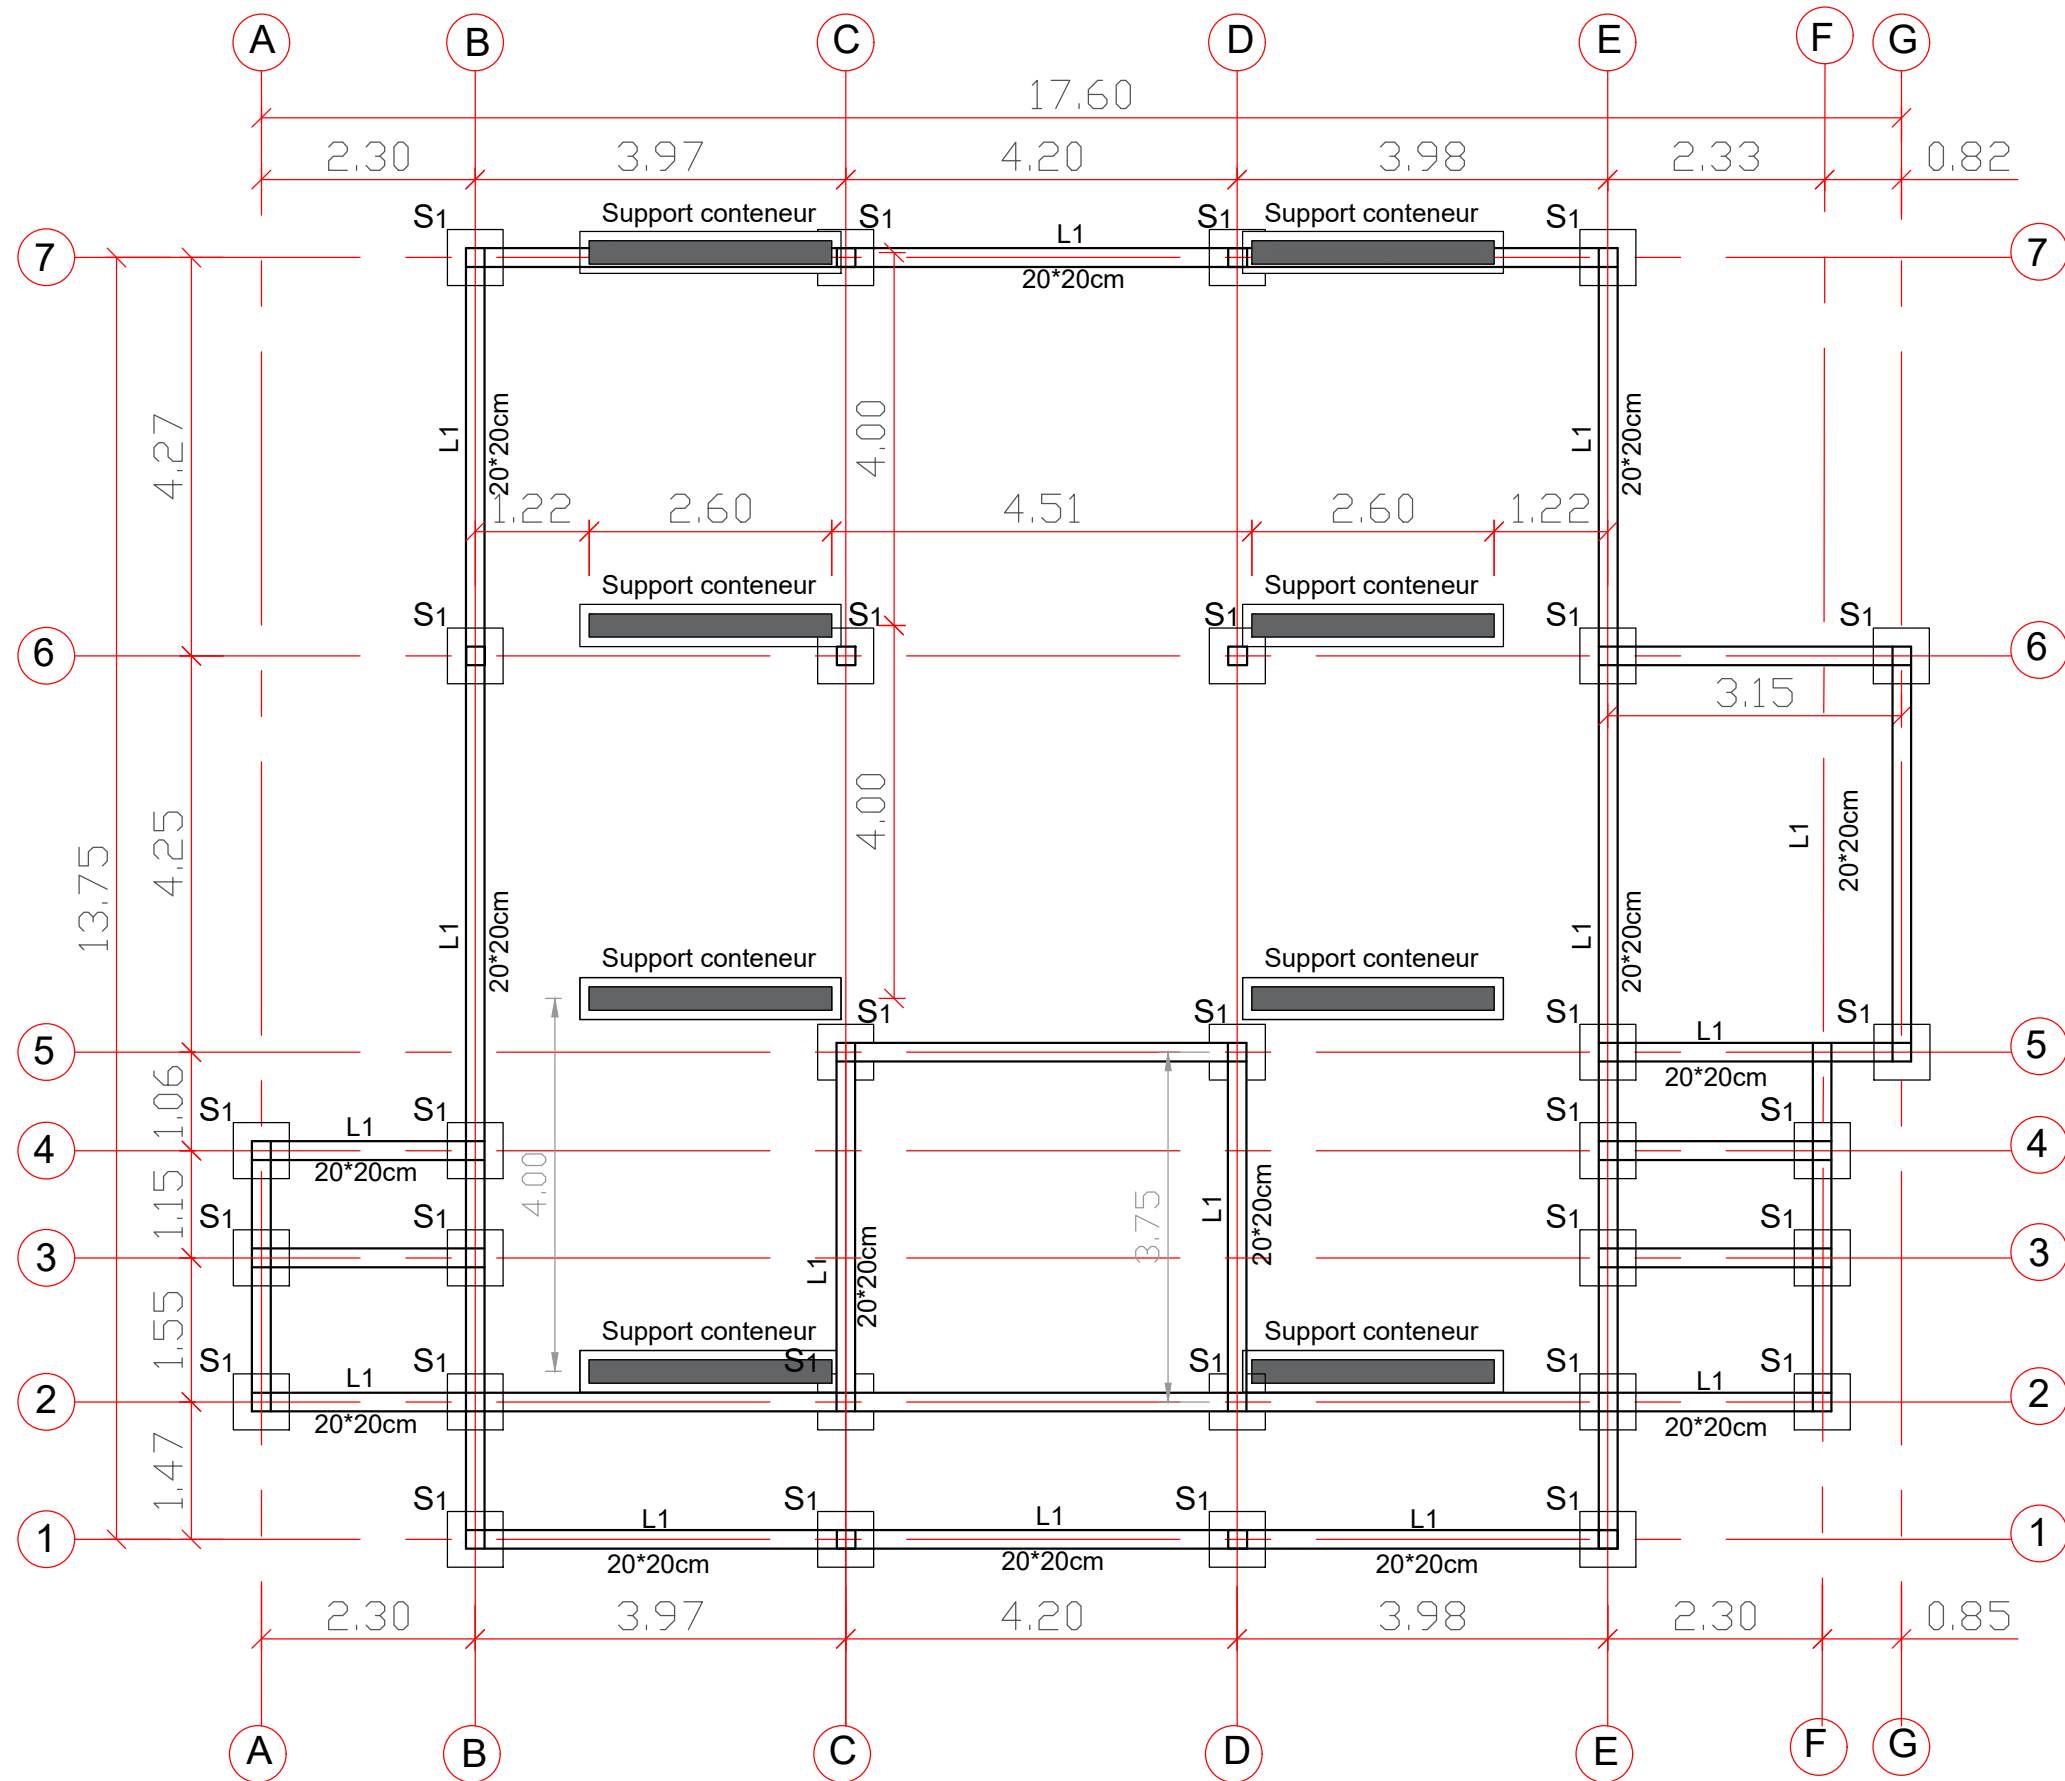 A B C D E F G
17.60
2.30 3.97 4.20 3.98 2.33 0.82
S1 Support conteneur S1 S1 Support conteneur S1
L1
7 7
20*20cm
4.27
L1 20*20cm
4.00
L1 20*20cm
1.22 2.60 4.51 2.60 1.22
Support conteneur Support conteneur
S1 S1 S1 S1 S1
6 6
3.15
4.25
13.75
4.00
L1 20*20cm
L1 20*20cm
L1 20*20cm
Support conteneur Support conteneur
S1 S1 S1
5 L1 5
20*20cm
1.06
S1 S1 S1 S1
L1
4 4
20*20cm
1.15
4.00
3.75
L1 20*20cm
L1 20*20cm
S1 S1 S1 S1
3 3
1.55
Support conteneur Support conteneur
S1 S1 S1 S1 S1 S1
L1 L1
2 2
20*20cm 20*20cm
1.47
S1 S1 S1 S1
L1 L1 L1
1 1
20*20cm 20*20cm 20*20cm
2.30 3.97 4.20 3.98 2.30 0.85
A B C D E F G